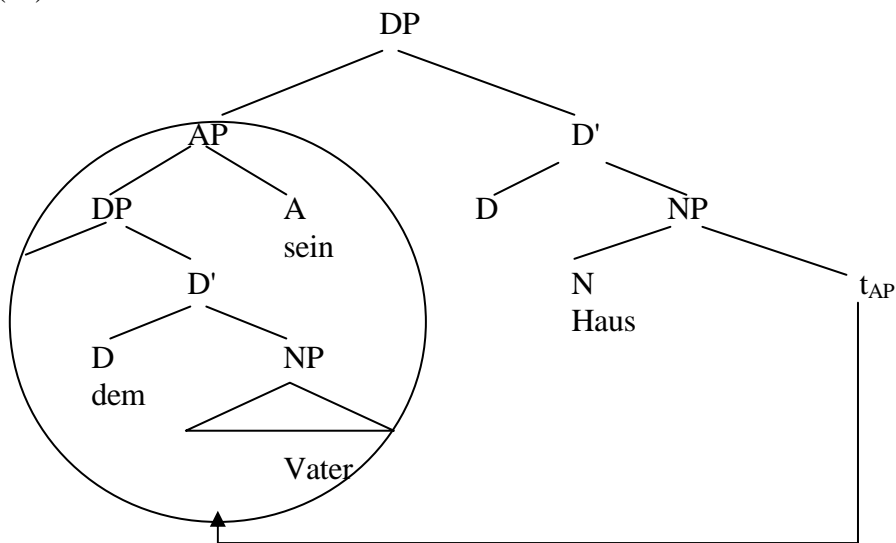 DP
AP D'
DP A D NP
sein
D' N t_AP
Haus
D NP
dem
Vater